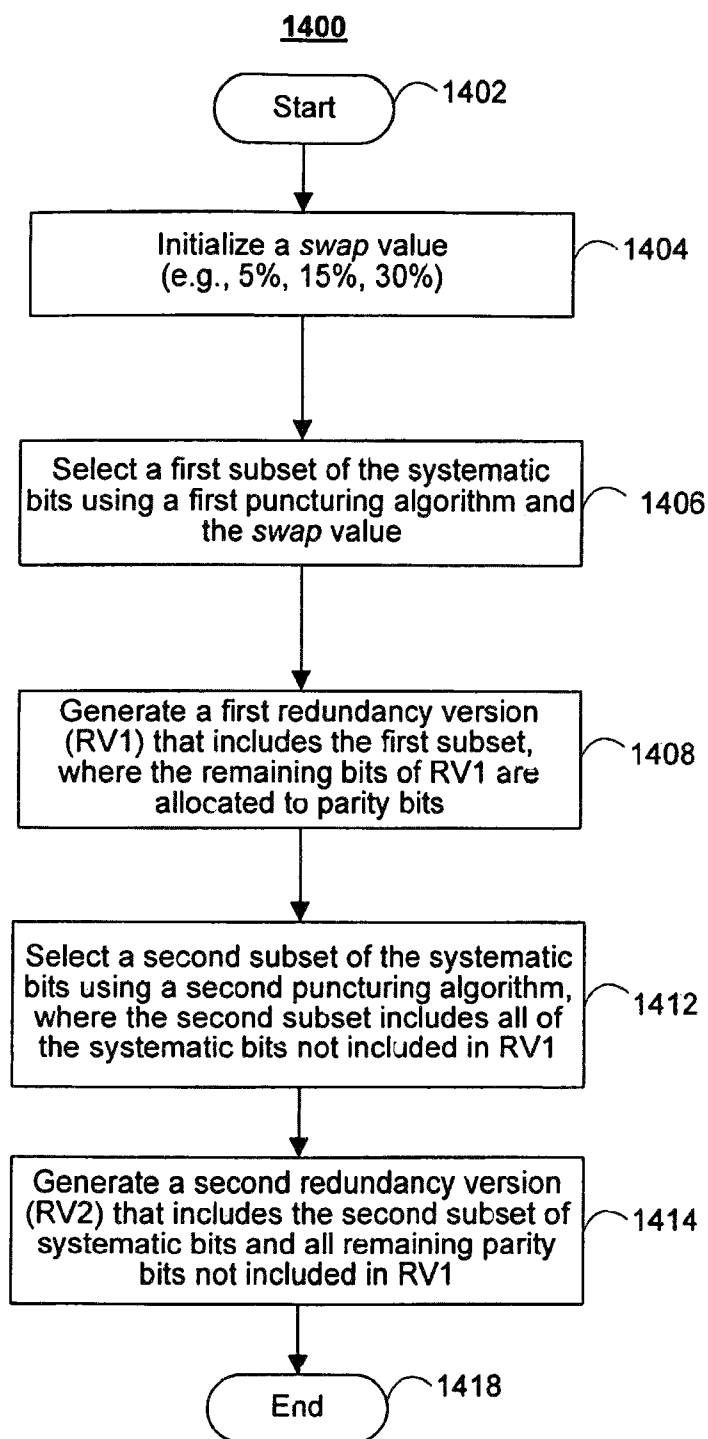 1400
Start
1402
Initialize a swap value
(e.g., 5%, 15%, 30%)
1404
Select a first subset of the systematic
bits using a first puncturing algorithm and
the swap value
1406
Generate a first redundancy version
(RV1) that includes the first subset,
where the remaining bits of RV1 are
allocated to parity bits
1408
Select a second subset of the systematic
bits using a second puncturing algorithm,
where the second subset includes all of
the systematic bits not included in RV1
1412
Generate a second redundancy version
(RV2) that includes the second subset of
systematic bits and all remaining parity
bits not included in RV1
1414
End
1418